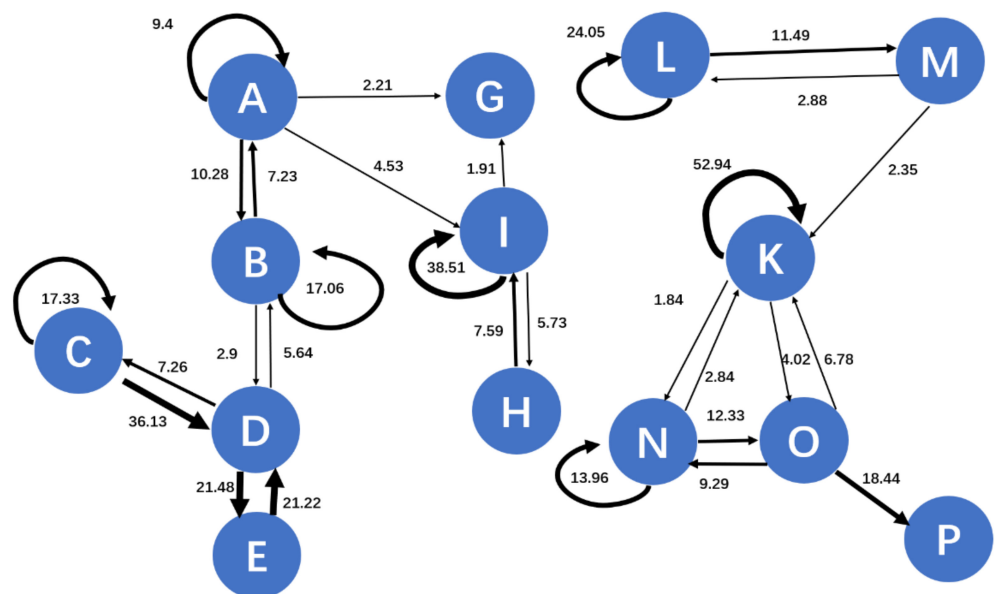 9.4
A
2.21
G
24.05
L
11.49
M
2.88
10.28
7.23
4.53
1.91
2.35
52.94
B
17.06
I
38.51
K
17.33
C
2.9
5.64
7.59
5.73
1.84
4.02
6.78
7.26
36.13
D
H
2.84
12.33
N
O
13.96
9.29
18.44
21.48
21.22
E
P